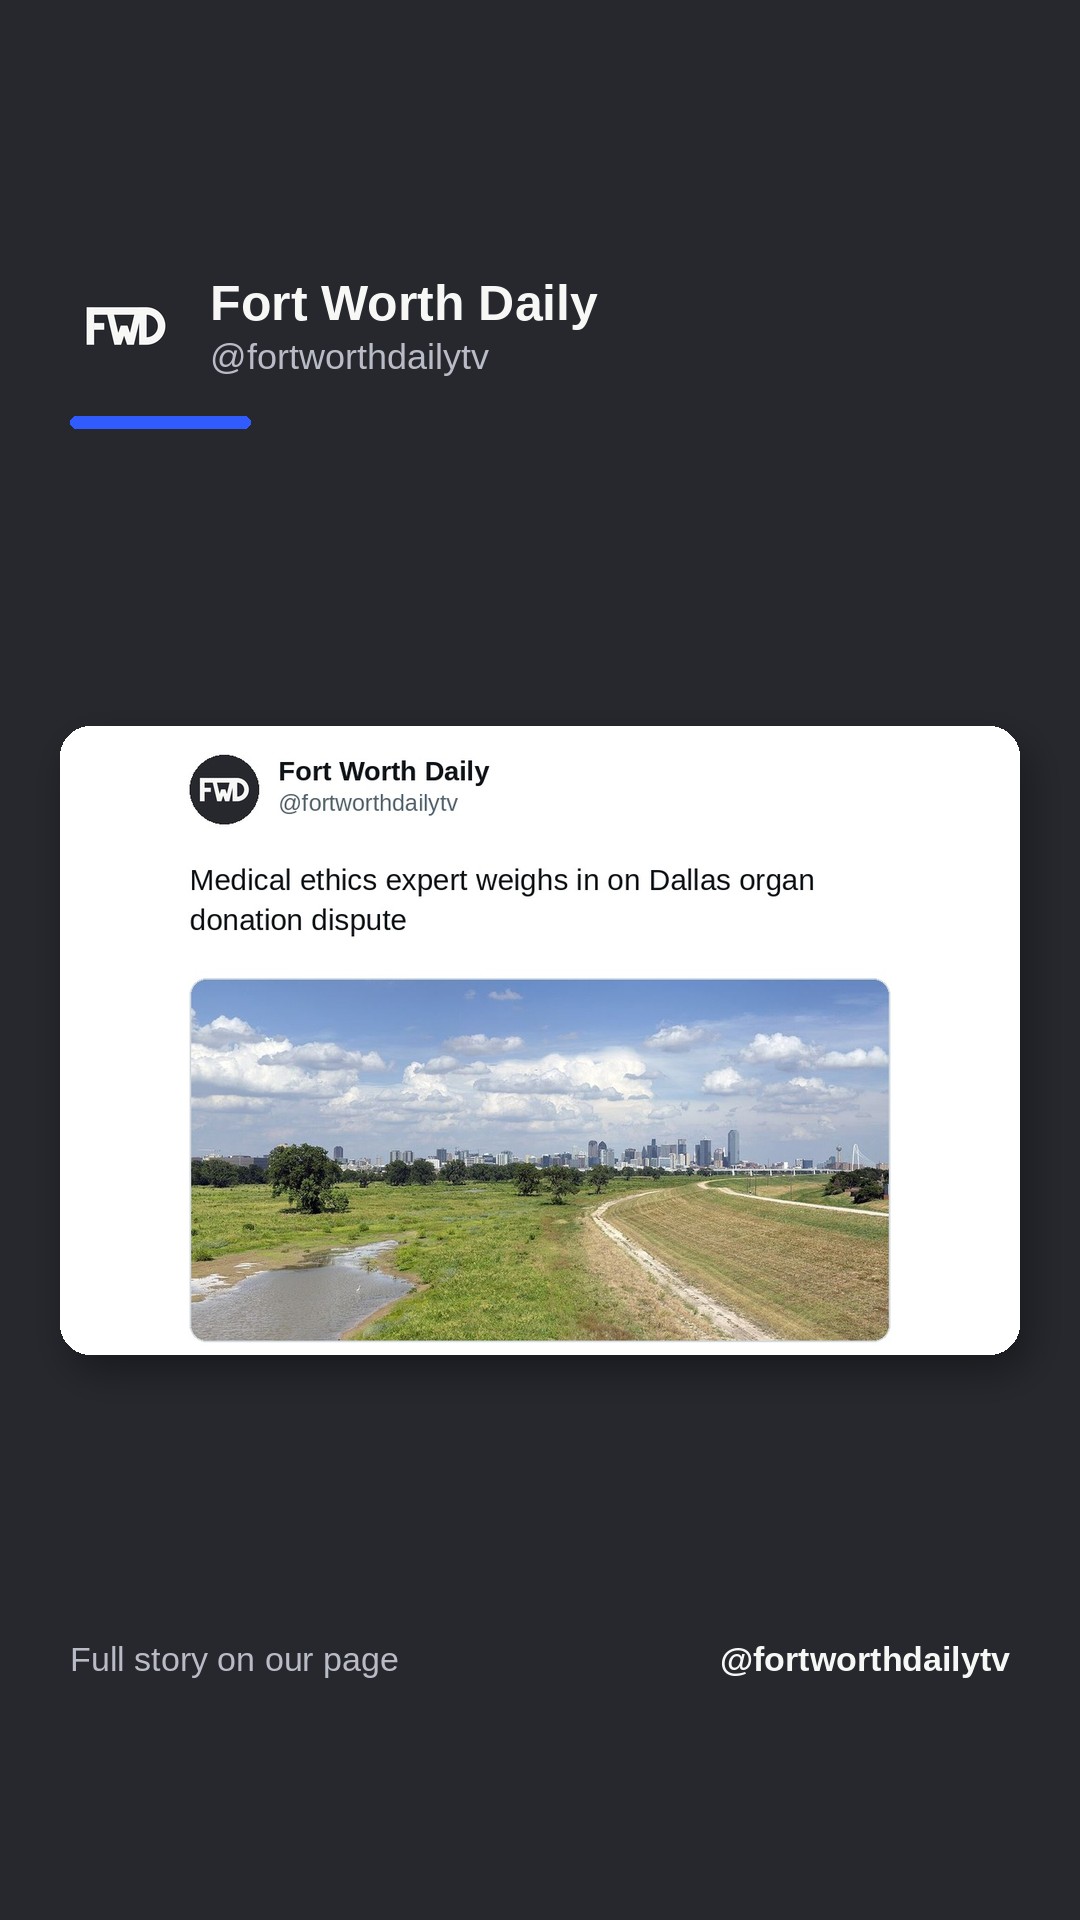 FWD
Fort Worth Daily
@fortworthdailytv
FWD
Fort Worth Daily
@fortworthdailytv
Medical ethics expert weighs in on Dallas organ
donation dispute
Full story on our page
@fortworthdailytv